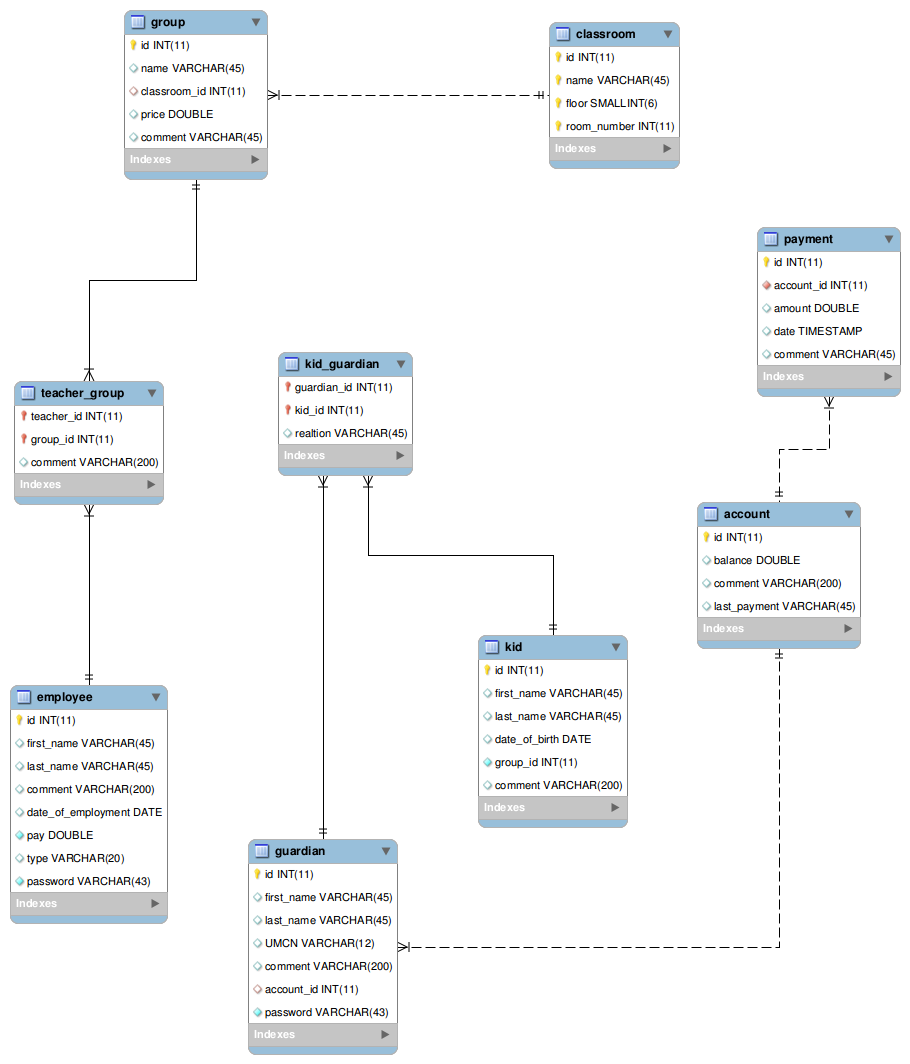 group
id INT(11)
name VARCHAR(45)
classroom_id INT(11)
price DOUBLE
comment VARCHAR(45)
Indexes
classroom
id INT(11)
name VARCHAR(45)
floor SMALLINT(6)
room_number INT(11)
Indexes
payment
id INT(11)
account_id INT(11)
amount DOUBLE
date TIMESTAMP
comment VARCHAR(45)
Indexes
teacher_group
teacher_id INT(11)
group_id INT(11)
comment VARCHAR(200)
Indexes
kid_guardian
guardian_id INT(11)
kid_id INT(11)
realtion VARCHAR(45)
Indexes
account
id INT(11)
balance DOUBLE
comment VARCHAR(200)
last_payment VARCHAR(45)
Indexes
kid
id INT(11)
first_name VARCHAR(45)
last_name VARCHAR(45)
date_of_birth DATE
group_id INT(11)
comment VARCHAR(200)
Indexes
employee
id INT(11)
first_name VARCHAR(45)
last_name VARCHAR(45)
comment VARCHAR(200)
date_of_employment DATE
pay DOUBLE
type VARCHAR(20)
password VARCHAR(43)
Indexes
guardian
id INT(11)
first_name VARCHAR(45)
last_name VARCHAR(45)
UMCN VARCHAR(12)
comment VARCHAR(200)
account_id INT(11)
password VARCHAR(43)
Indexes